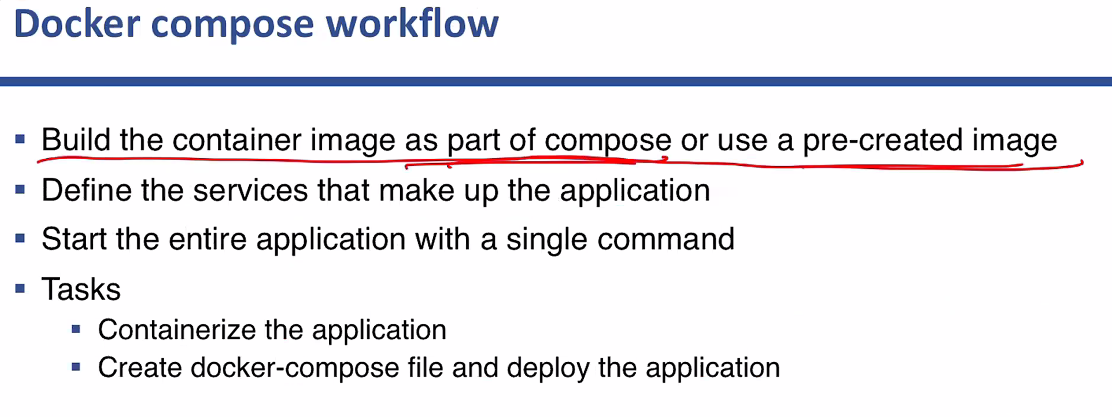 Docker compose workflow
Build the container image as part of compose or use a pre-created image
Define the services that make up the application
Start the entire application with a single command
Tasks
Containerize the application
Create docker-compose file and deploy the application